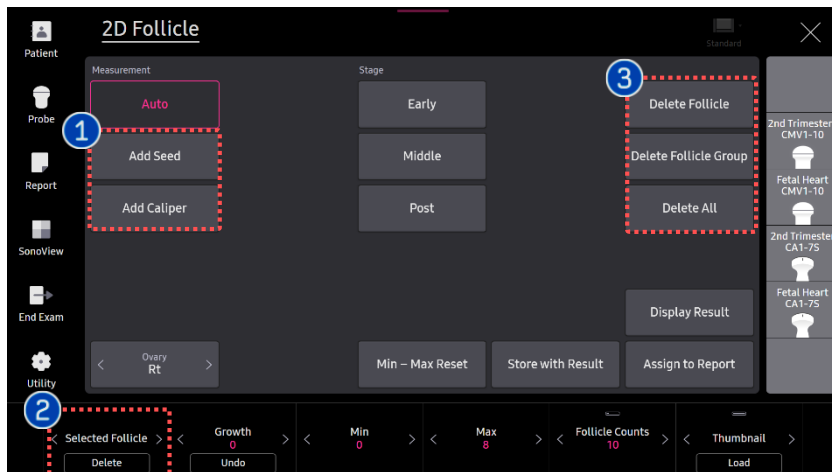 2D Follicle
Standard
Patient
Probe
Report
SonoView
End Exam
Utility
Measurement
Auto
1
Add Seed
Add Caliper
Stage
Early
Middle
Post
3
Delete Follicle
Delete Follicle Group
Delete All
Display Result
< Ovary >
Rt
Min – Max Reset
Store with Result
Assign to Report
2nd Trimester
CMV1-10
Fetal Heart
CMV1-10
2nd Trimester
CA1-7S
Fetal Heart
CA1-7S
2
< Selected Follicle >
Delete
< Growth >
0
Undo
< Min >
0
< Max >
8
< Follicle Counts >
10
< Thumbnail >
Load